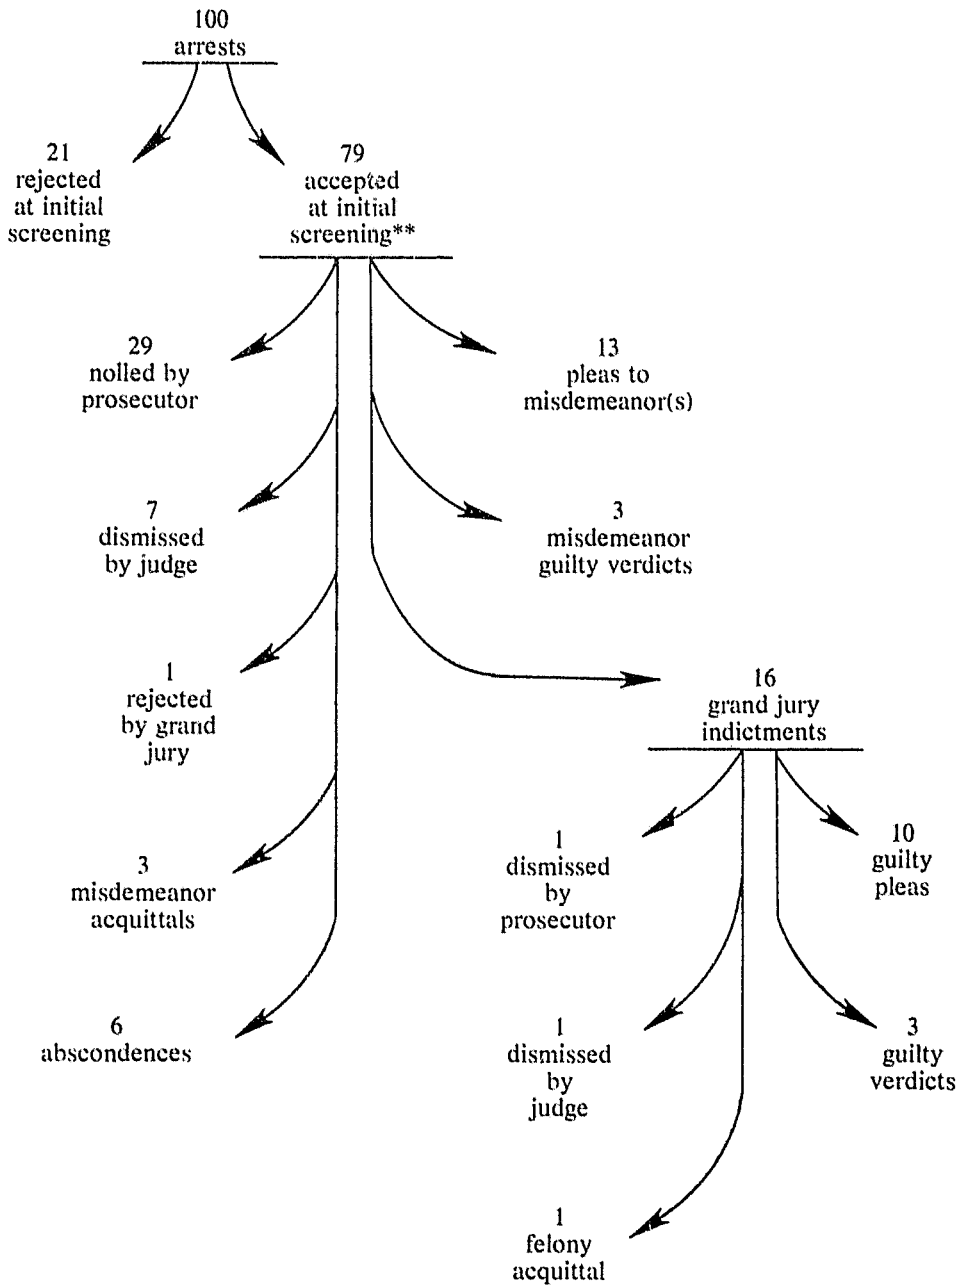 100
arrests
21
rejected
at initial
screening
79
accepted
at initial
screening**
29
nolled by
prosecutor
13
pleas to
misdemeanor(s)
7
dismissed
by judge
3
misdemeanor
guilty verdicts
1
rejected
by grand
jury
16
grand jury
indictments
3
misdemeanor
acquittals
1
dismissed
by
prosecutor
10
guilty
pleas
6
abscondences
1
dismissed
by
judge
3
guilty
verdicts
1
felony
acquittal